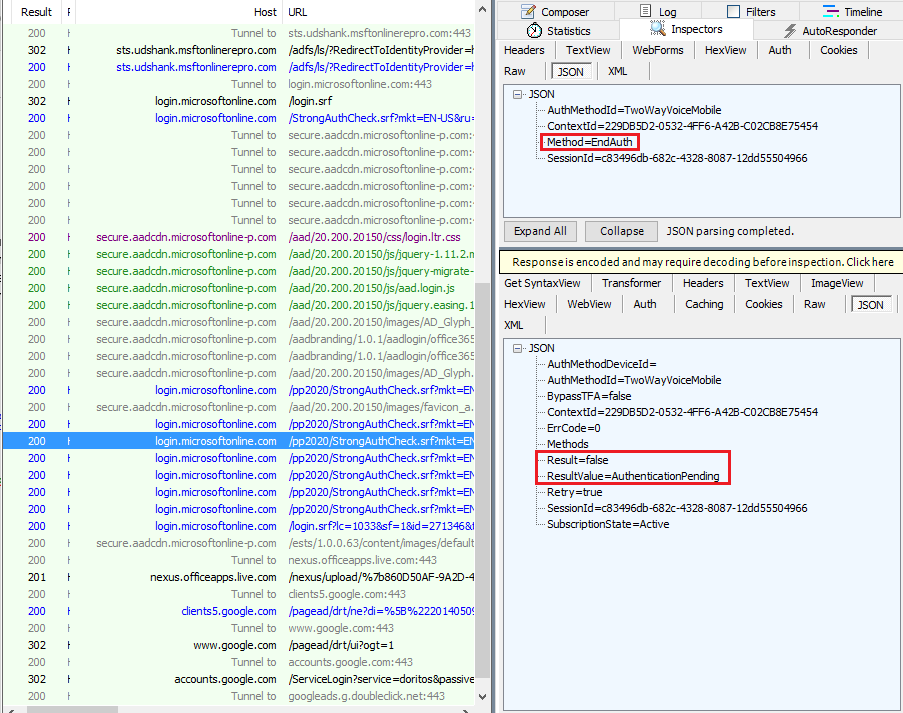 Result F Host URL
200 H Tunnel to sts.udshank.msftonlinerepro.com:443
302 H sts.udshank.msftonlinerepro.com /adfs/ls/?RedirectToIdentityProvider=h
200 H sts.udshank.msftonlinerepro.com /adfs/ls/?RedirectToIdentityProvider=h
200 H Tunnel to login.microsoftonline.com:443
302 H login.microsoftonline.com /login.srf
200 H login.microsoftonline.com /StrongAuthCheck.srf?mkt=EN-US&ru=
200 H Tunnel to secure.aadcdn.microsoftonline-p.com:
200 H Tunnel to secure.aadcdn.microsoftonline-p.com:
200 H Tunnel to secure.aadcdn.microsoftonline-p.com:
200 H Tunnel to secure.aadcdn.microsoftonline-p.com:
200 H Tunnel to secure.aadcdn.microsoftonline-p.com:
200 H Tunnel to secure.aadcdn.microsoftonline-p.com:
200 H secure.aadcdn.microsoftonline-p.com /aad/20.200.20150/css/login.ltr.css
200 H secure.aadcdn.microsoftonline-p.com /aad/20.200.20150/js/jquery-1.11.2.m
200 H secure.aadcdn.microsoftonline-p.com /aad/20.200.20150/js/jquery-migrate-
200 H secure.aadcdn.microsoftonline-p.com /aad/20.200.20150/js/aad.login.js
200 H secure.aadcdn.microsoftonline-p.com /aad/20.200.20150/js/jquery.easing.1
200 H secure.aadcdn.microsoftonline-p.com /aad/20.200.20150/images/AD_Glyph_
200 H secure.aadcdn.microsoftonline-p.com /aadbranding/1.0.1/aadlogin/office365
200 H secure.aadcdn.microsoftonline-p.com /aadbranding/1.0.1/aadlogin/office365
200 H secure.aadcdn.microsoftonline-p.com /aad/20.200.20150/images/AD_Glyph.
200 H login.microsoftonline.com /pp2020/StrongAuthCheck.srf?mkt=EN
200 H secure.aadcdn.microsoftonline-p.com /aad/20.200.20150/images/favicon_a.
200 H login.microsoftonline.com /pp2020/StrongAuthCheck.srf?mkt=EN
200 H login.microsoftonline.com /pp2020/StrongAuthCheck.srf?mkt=EN
200 H login.microsoftonline.com /pp2020/StrongAuthCheck.srf?mkt=EN
200 H login.microsoftonline.com /pp2020/StrongAuthCheck.srf?mkt=EN
200 H login.microsoftonline.com /pp2020/StrongAuthCheck.srf?mkt=EN
200 H login.microsoftonline.com /pp2020/StrongAuthCheck.srf?mkt=EN
200 H login.microsoftonline.com /login.srf?lc=1033&sf=1&id=271346&
200 H secure.aadcdn.microsoftonline-p.com /ests/1.0.0.63/content/images/default
200 H Tunnel to nexus.officeapps.live.com:443
201 H nexus.officeapps.live.com /nexus/upload/%7b860D50AF-9A2D-4
200 H Tunnel to clients5.google.com:443
200 H clients5.google.com /pagead/drt/ne?di=%5B%2220140509
200 H Tunnel to www.google.com:443
302 H www.google.com /pagead/drt/ui?ogt=1
200 H Tunnel to accounts.google.com:443
302 H accounts.google.com /ServiceLogin?service=doritos&passive
200 H Tunnel to googleads.g.doubleclick.net:443
Composer Log Filters Timeline
Statistics Inspectors AutoResponder
Headers TextView WebForms HexView Auth Cookies
Raw JSON XML
JSON
AuthMethodId=TwoWayVoiceMobile
ContextId=229DB5D2-0532-4FF6-A42B-C02CB8E75454
Method=EndAuth
SessionId=c83496db-682c-4328-8087-12dd55504966
Expand All Collapse JSON parsing completed.
Response is encoded and may require decoding before inspection. Click here
Get SyntaxView Transformer Headers TextView ImageView
HexView WebView Auth Caching Cookies Raw JSON
XML
JSON
AuthMethodDeviceId=
AuthMethodId=TwoWayVoiceMobile
BypassTFA=false
ContextId=229DB5D2-0532-4FF6-A42B-C02CB8E75454
ErrCode=0
Methods
Result=false
ResultValue=AuthenticationPending
Retry=true
SessionId=c83496db-682c-4328-8087-12dd55504966
SubscriptionState=Active